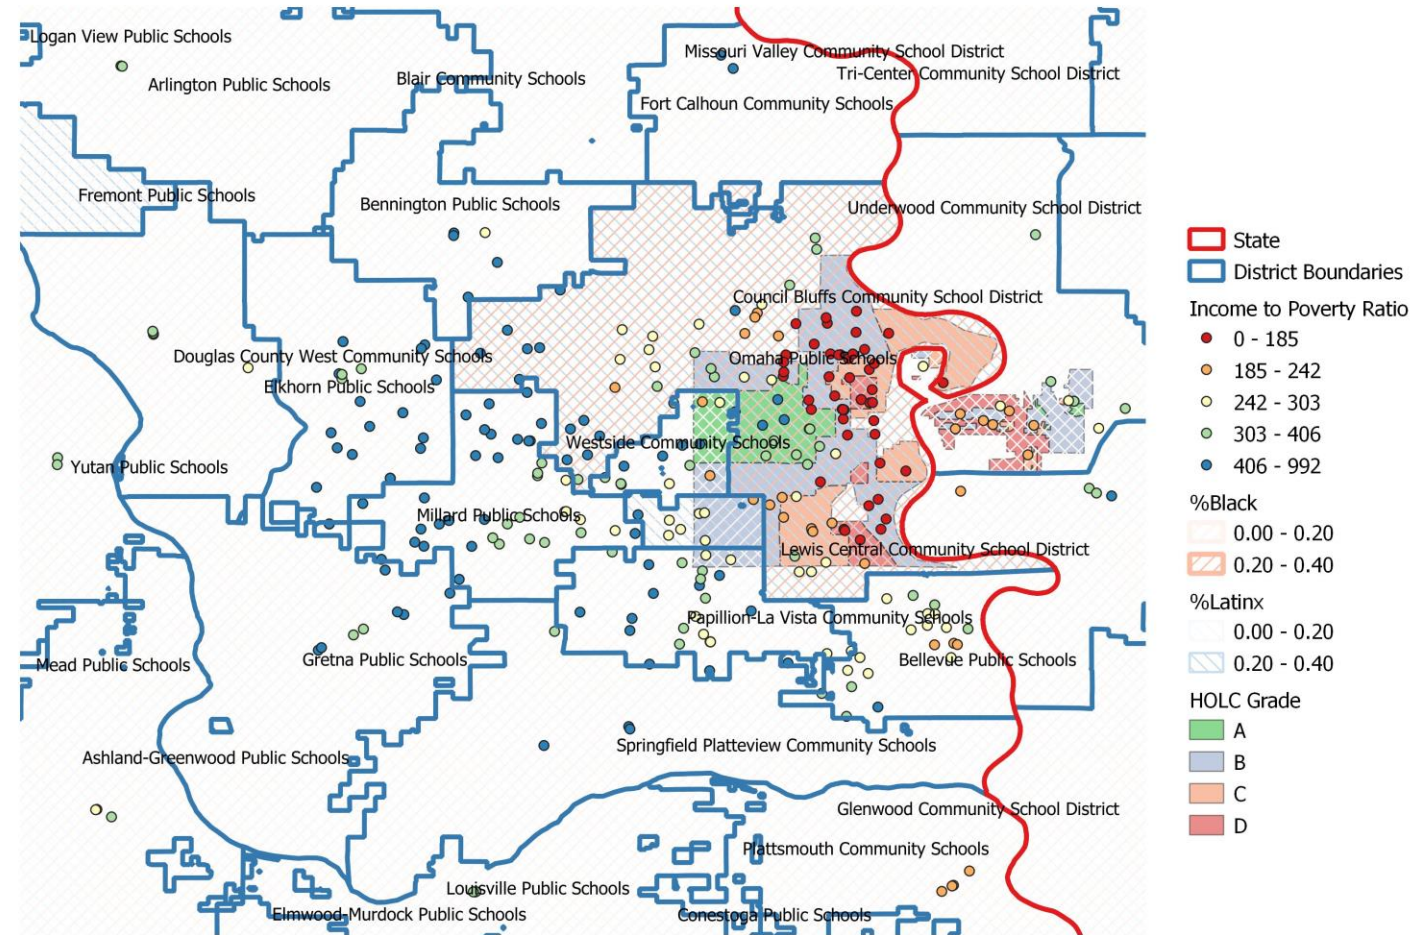 Logan View Public Schools
Missouri Valley Community School District
Tri-Center Community School District
Blair Community Schools
Arlington Public Schools
Fort Calhoun Community Schools
Fremont Public Schools
Bennington Public Schools
Underwood Community School District
Council Bluffs Community School District
Douglas County West Community Schools
Omaha Public Schools
Elkhorn Public Schools
Westside Community Schools
Yutan Public Schools
Millard Public Schools
Lewis Central Community School District
Papillion-La Vista Community Schools
Mead Public Schools
Gretna Public Schools
Bellevue Public Schools
Springfield Platteview Community Schools
Ashland-Greenwood Public Schools
Glenwood Community School District
Plattsmouth Community Schools
Louisville Public Schools
Elmwood-Murdock Public Schools
Conestoga Public Schools
State
District Boundaries
Income to Poverty Ratio
0 - 185
185 - 242
242 - 303
303 - 406
406 - 992
%Black
0.00 - 0.20
0.20 - 0.40
%Latinx
0.00 - 0.20
0.20 - 0.40
HOLC Grade
A
B
C
D